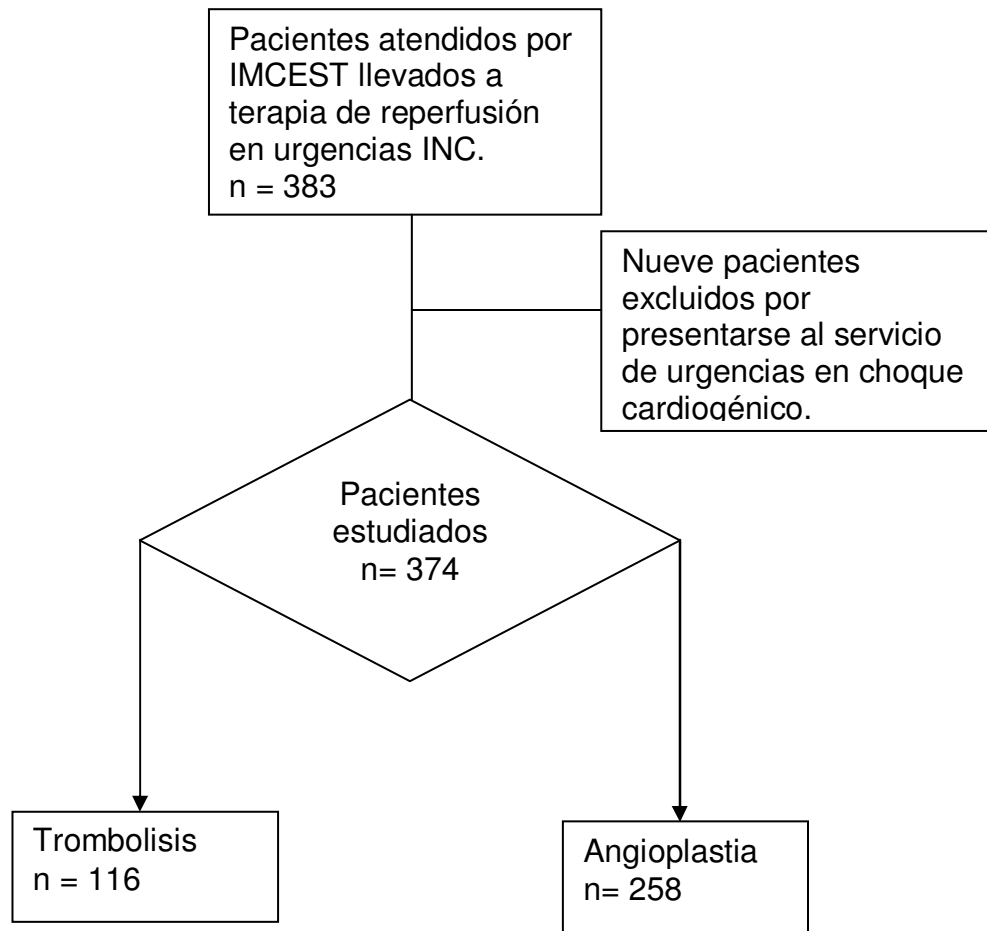 Pacientes atendidos por
IMCEST llevados a
terapia de reperfusión
en urgencias INC.
n = 383
Nueve pacientes
excluidos por
presentarse al servicio
de urgencias en choque
cardiogénico.
Pacientes
estudiados
n= 374
Trombolisis
n = 116
Angioplastia
n= 258